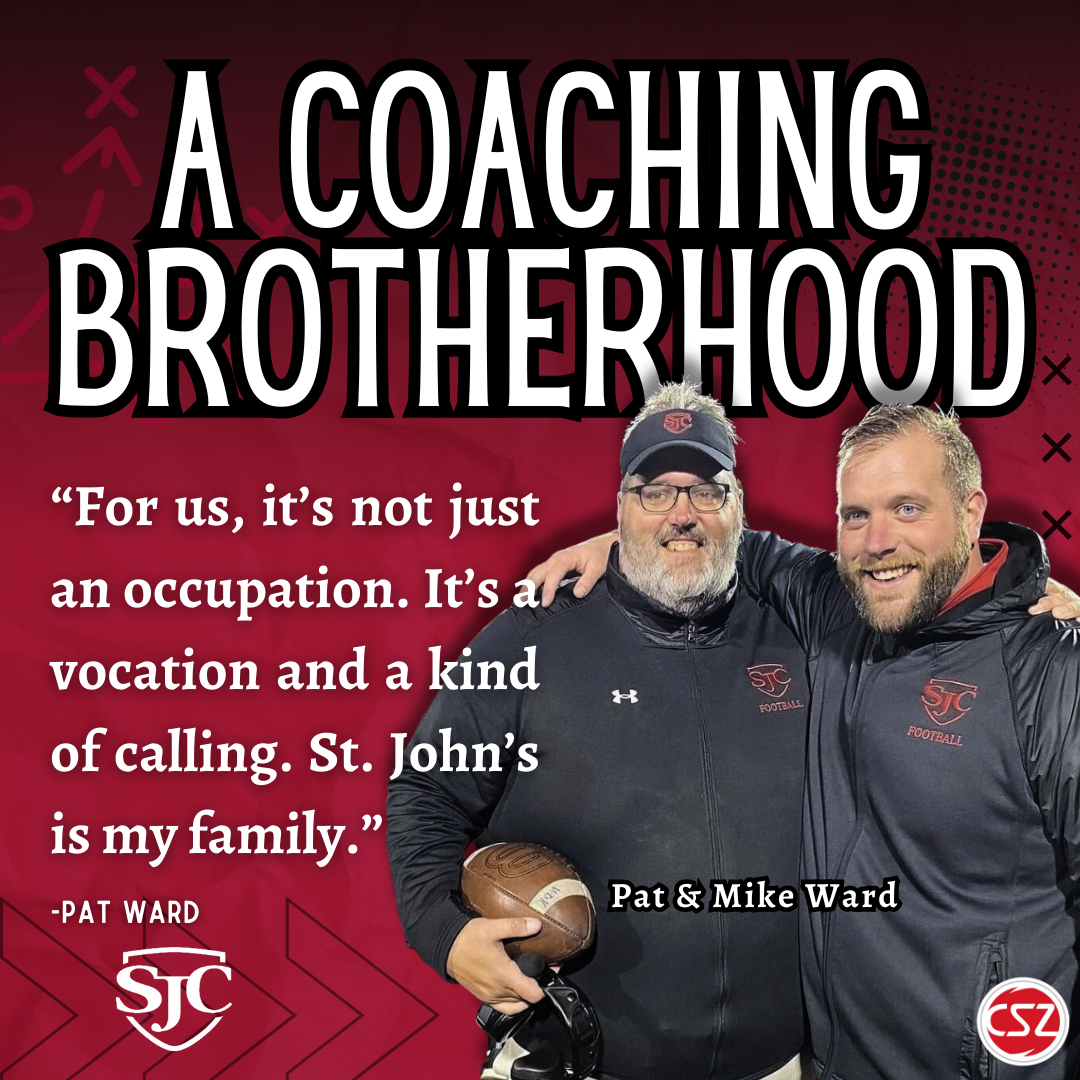 A COACHING
BROTHERHOOD
“For us, it’s not just
an occupation. It’s a
vocation and a kind
of calling. St. John’s
is my family.”
-PAT WARD
SJC
SJC
SJC
FOOTBALL
SJC
FOOTBALL
Pat & Mike Ward
CSZ